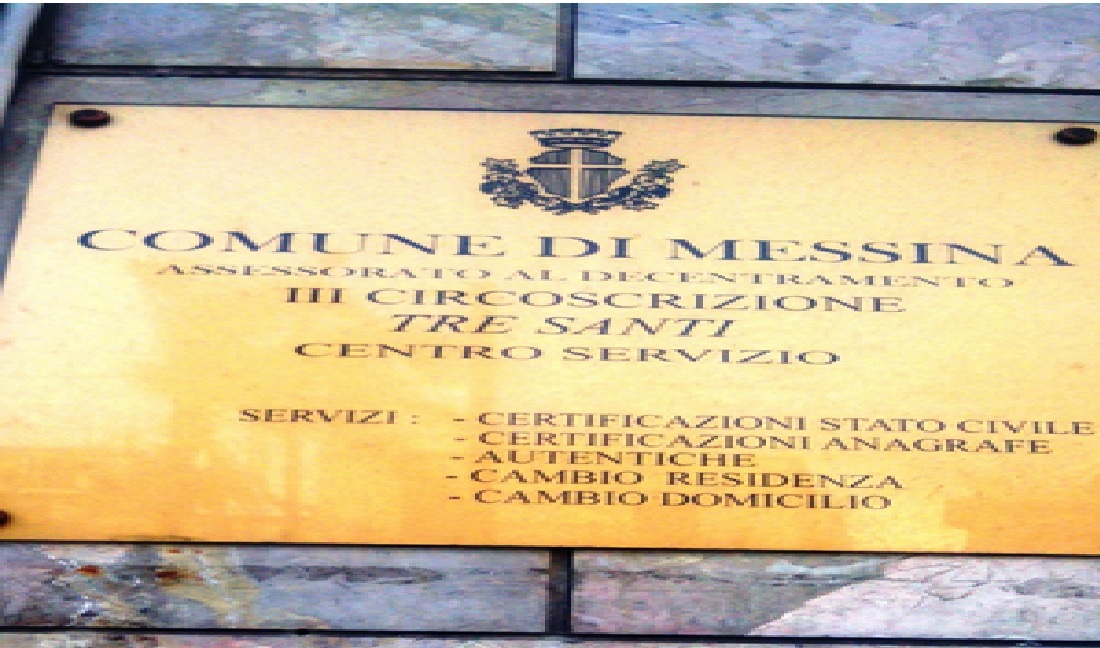 COMUNE DI MESSINA
ASSESSORATO AL DECENTRAMENTO
III CIRCOSCRIZIONE
TRE SANTI
CENTRO SERVIZIO
SERVIZI : - CERTIFICAZIONI STATO CIVILE
- CERTIFICAZIONI ANAGRAFE
- AUTENTICHE
- CAMBIO RESIDENZA
- CAMBIO DOMICILIO